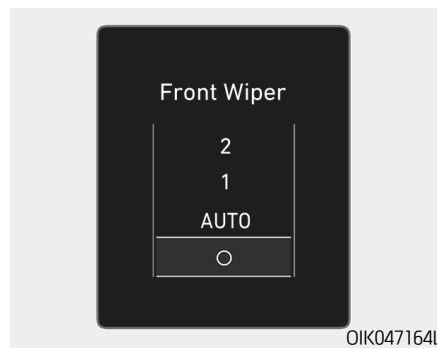 Front Wiper
2
1
AUTO
O
OIK047164L